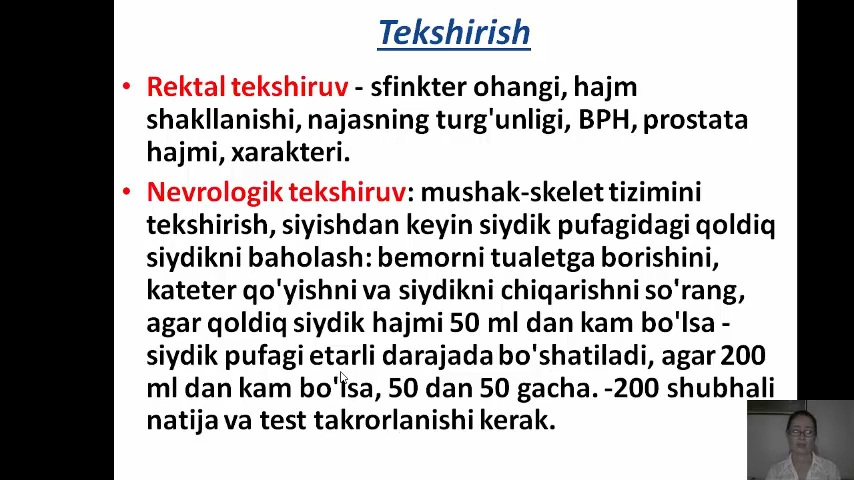 Tekshirish
• Rektal tekshiruv - sfinkter ohangi, hajm
shakllanishi, najasning turg'unligi, BPH, prostata
hajmi, xarakteri.
• Nevrologik tekshiruv: mushak-skelet tizimini
tekshirish, siyishdan keyin siydik pufagidagi qoldiq
siydikni baholash: bemorni tualetga borishini,
kateter qo'yishni va siydikni chiqarishni so'rang,
agar qoldiq siydik hajmi 50 ml dan kam bo'lsa -
siydik pufagi etarli darajada bo'shatiladi, agar 200
ml dan kam bo'lsa, 50 dan 50 gacha. -200 shubhali
natija va test takrorlanishi kerak.